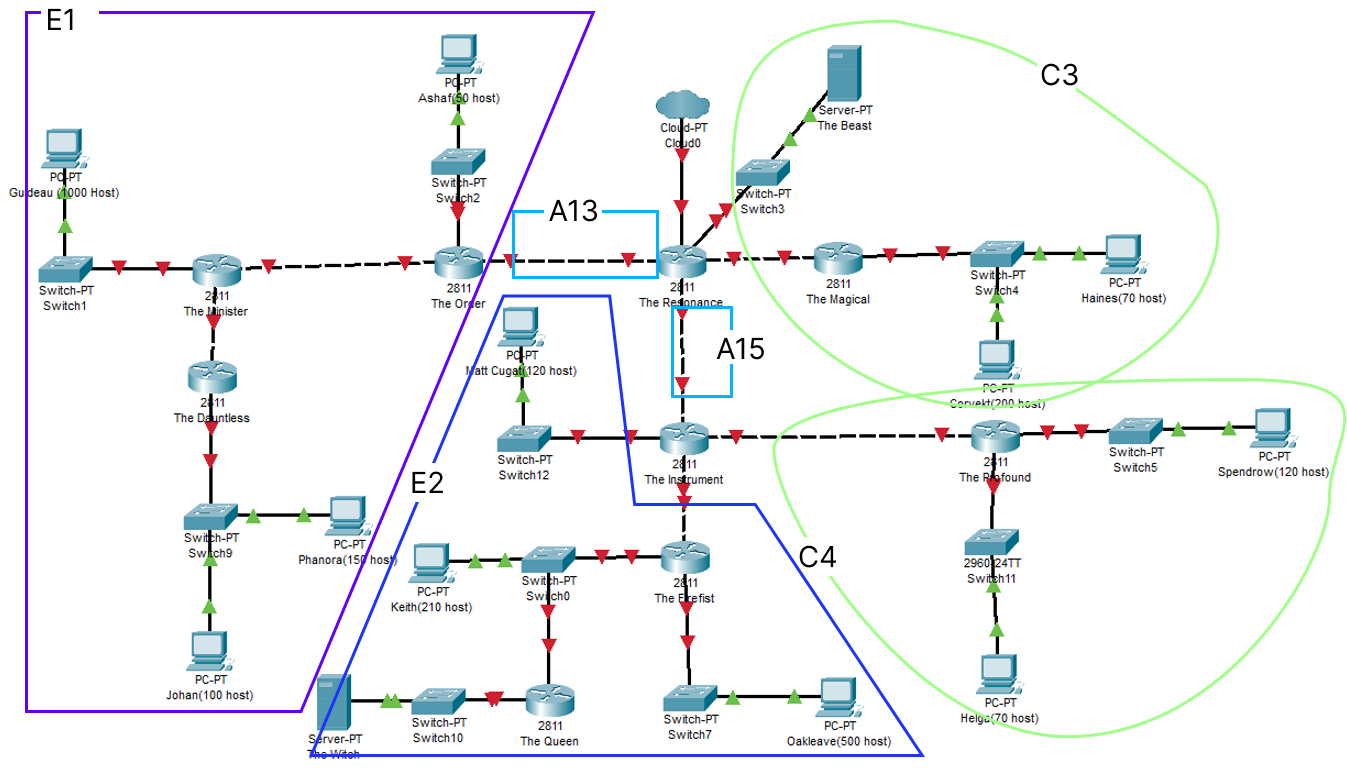 E1
PC-PT
Ashaf(50 host)
C3
Server-PT
The Beast
Cloud-PT
Cloud0
PC-PT
Gudeau (1000 Host)
Switch-PT
Switch2
Switch-PT
Switch3
A13
Switch-PT
Switch1
2811
The Minister
2811
The Order
2811
The Resonance
2811
The Magical
Switch-PT
Switch4
PC-PT
Haines(70 host)
PC-PT
Matt Cugat(120 host)
A15
PC-PT
Corvekt(200 host)
2811
The Dauntless
Switch-PT
Switch12
2811
The Instrument
2811
The Profound
Switch-PT
Switch5
PC-PT
Spendrow(120 host)
E2
Switch-PT
Switch9
PC-PT
Phanora(150 host)
C4
PC-PT
Keith(210 host)
Switch-PT
Switch0
2811
The Firefist
2960-24TT
Switch11
PC-PT
Johan(100 host)
PC-PT
Helga(70 host)
Server-PT
The Witch
Switch-PT
Switch10
2811
The Queen
Switch-PT
Switch7
PC-PT
Oakleave(500 host)